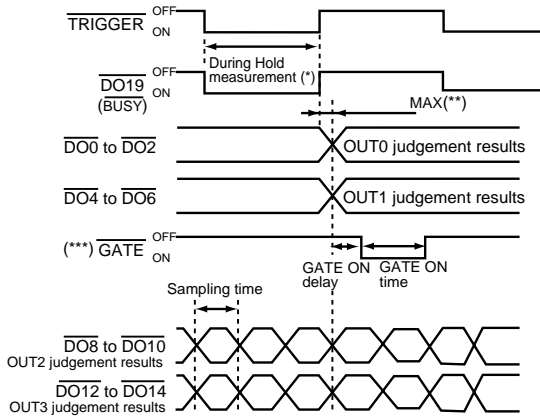 OFF
TRIGGER
ON
During Hold
measurement (*)
OFF
DO19
ON
(BUSY)
MAX(**)
DO0 to DO2
OUT0 judgement results
DO4 to DO6
OUT1 judgement results
OFF
(***) GATE
ON
GATE ON
delay
GATE ON
time
Sampling time
DO8 to DO10
OUT2 judgement results
DO12 to DO14
OUT3 judgement results